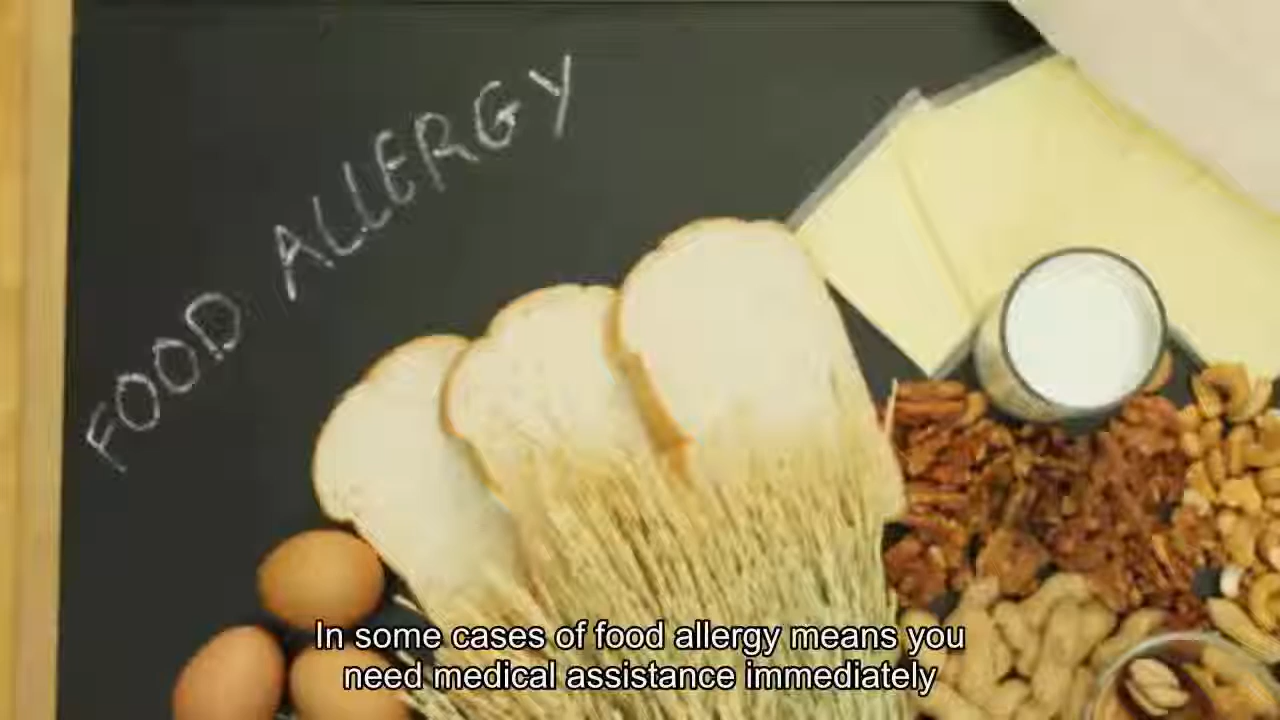 FOOD ALLERGY
In some cases of food allergy means you
need medical assistance immediately